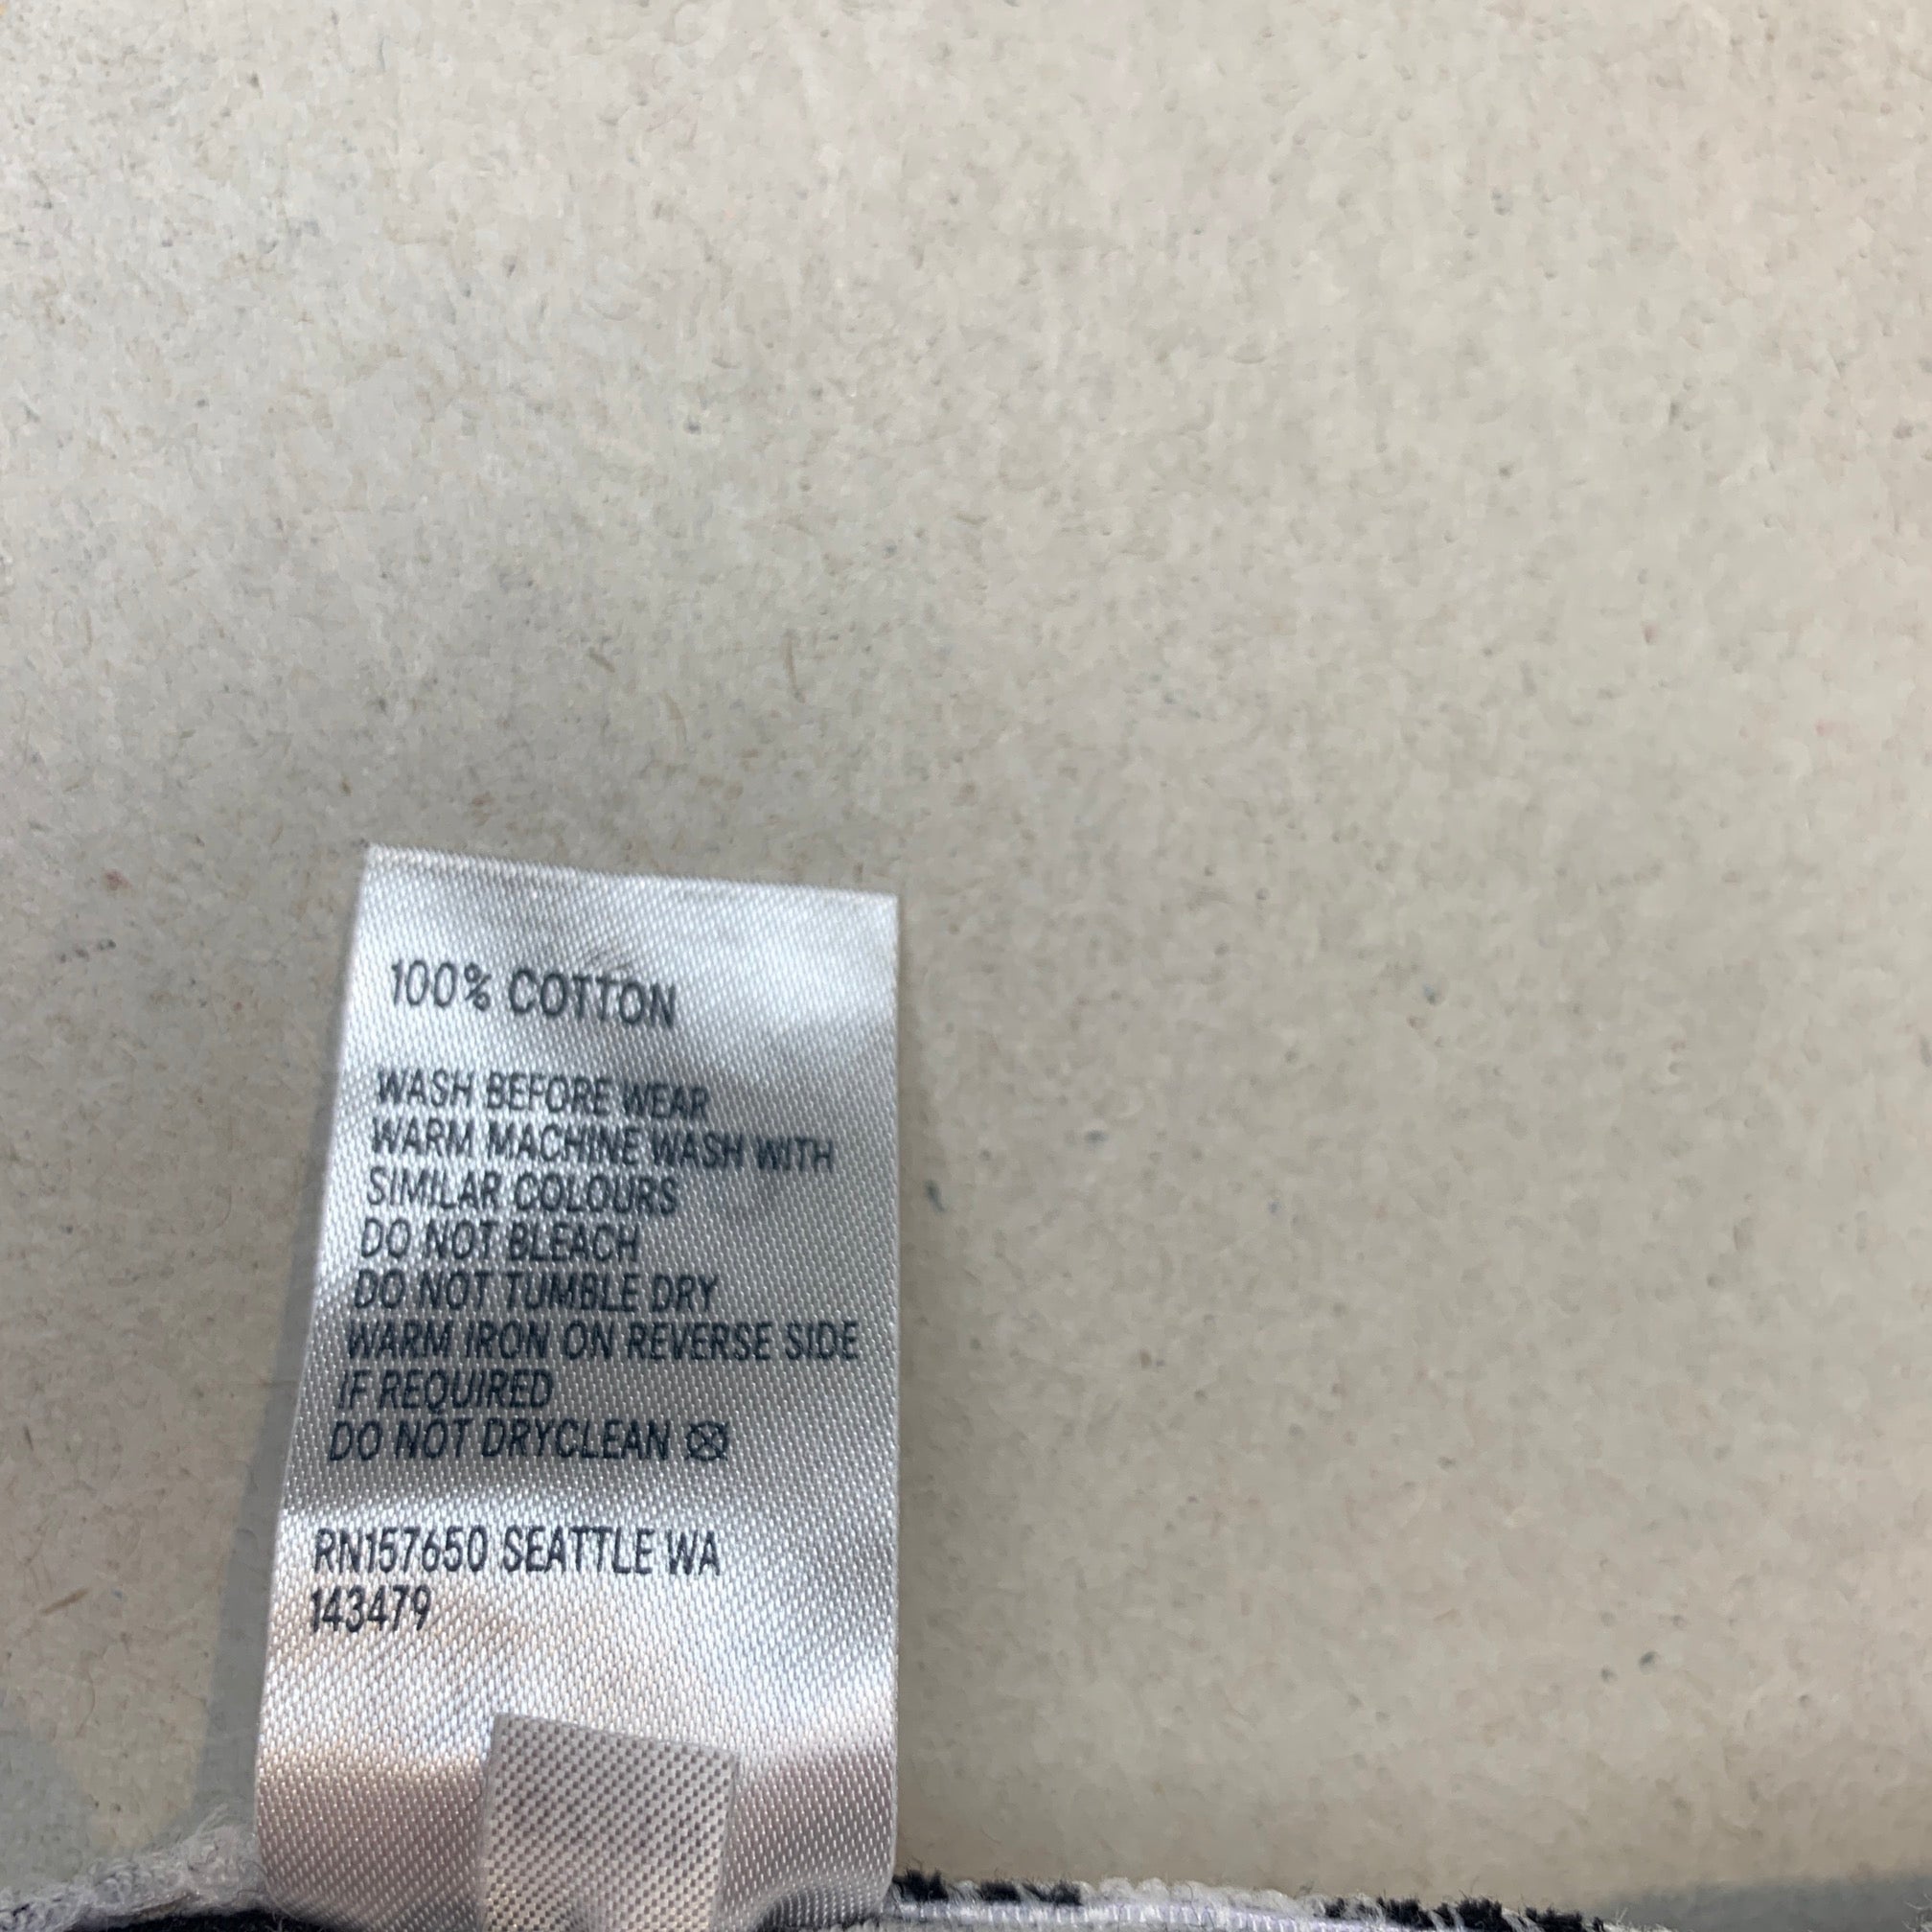 100% COTTON
WASH BEFORE WEAR
WARM MACHINE WASH WITH
SIMILAR COLOURS
DO NOT BLEACH
DO NOT TUMBLE DRY
WARM IRON ON REVERSE SIDE
IF REQUIRED
DO NOT DRYCLEAN
RN157650 SEATTLE WA
143479